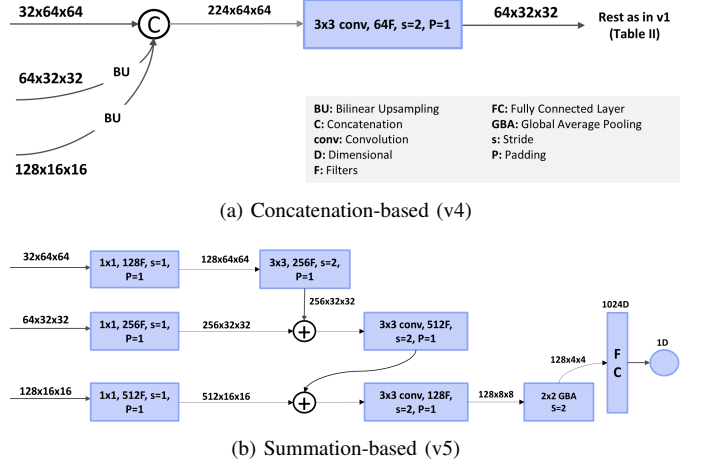 32x64x64
224x64x64
C
3x3 conv, 64F, s=2, P=1
64x32x32
Rest as in v1
(Table II)
64x32x32
BU
BU
128x16x16
BU: Bilinear Upsampling
C: Concatenation
conv: Convolution
D: Dimensional
F: Filters
FC: Fully Connected Layer
GBA: Global Average Pooling
s: Stride
P: Padding
(a) Concatenation-based (v4)
32x64x64
1x1, 128F, s=1,
P=1
128x64x64
3x3, 256F, s=2,
P=1
256x32x32
64x32x32
1x1, 256F, s=1,
P=1
256x32x32
+
3x3 conv, 512F,
s=2, P=1
128x16x16
1x1, 512F, s=1,
P=1
512x16x16
+
3x3 conv, 128F,
s=2, P=1
128x8x8
2x2 GBA
S=2
128x4x4
1024D
F
C
1D
(b) Summation-based (v5)